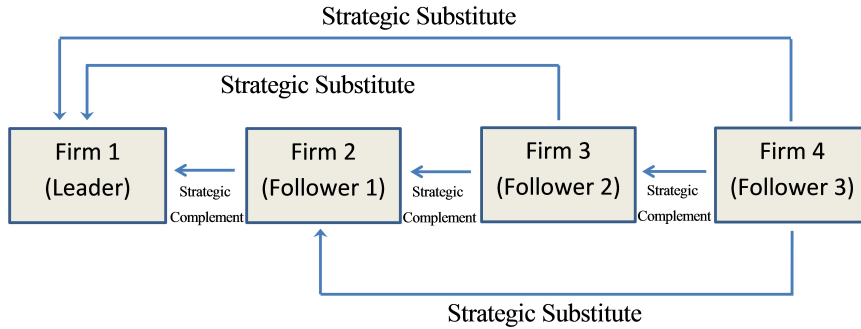 Strategic Substitute
Strategic Substitute
Firm 1
(Leader)
Strategic
Complement
Firm 2
(Follower 1)
Strategic
Complement
Firm 3
(Follower 2)
Strategic
Complement
Firm 4
(Follower 3)
Strategic Substitute